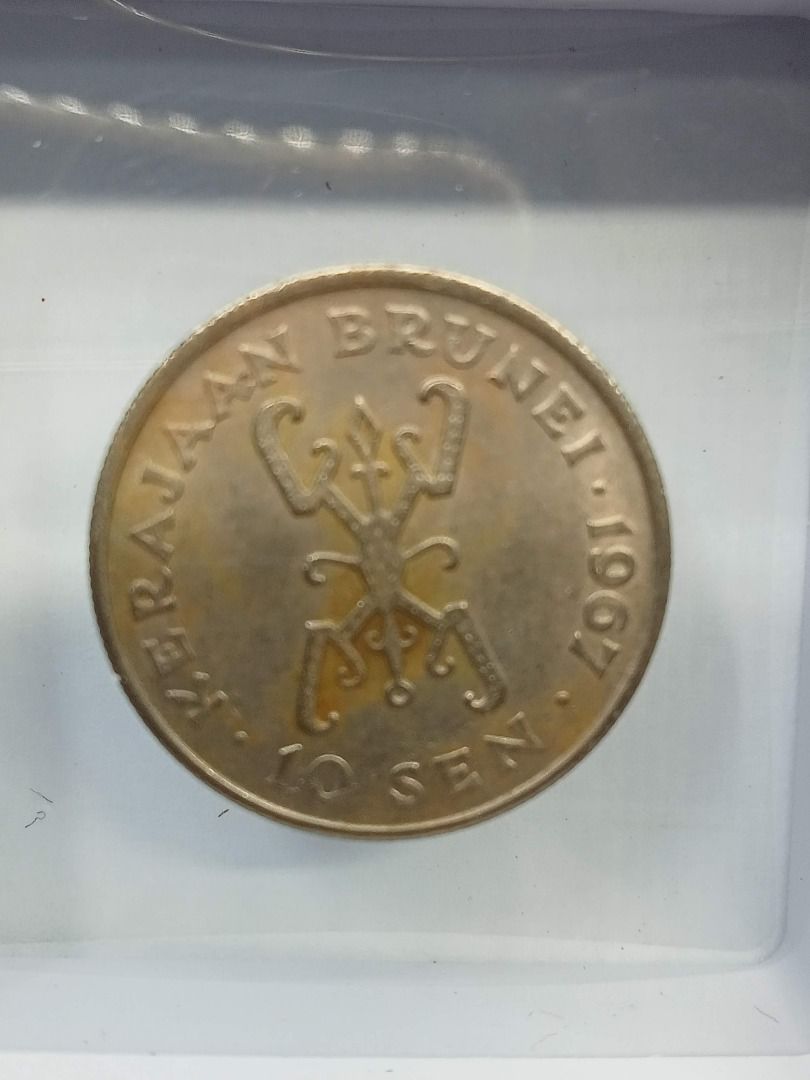 KERAJAAN BRUNEI · 1967 ·
10 SEN ·